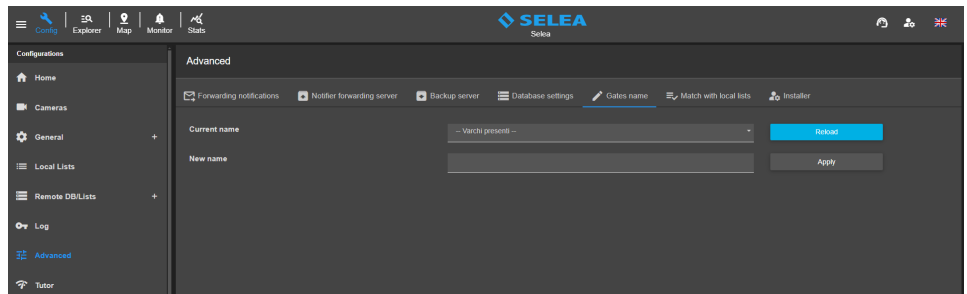 Config Explorer Map Monitor Stats
SELEA
Selea
Configurations
Home
Cameras
General +
Local Lists
Remote DB/Lists +
Log
Advanced
Tutor
Advanced
Forwarding notifications Notifier forwarding server Backup server Database settings Gates name Match with local lists Installer
Current name -- Varchi presenti -- Reload
New name Apply